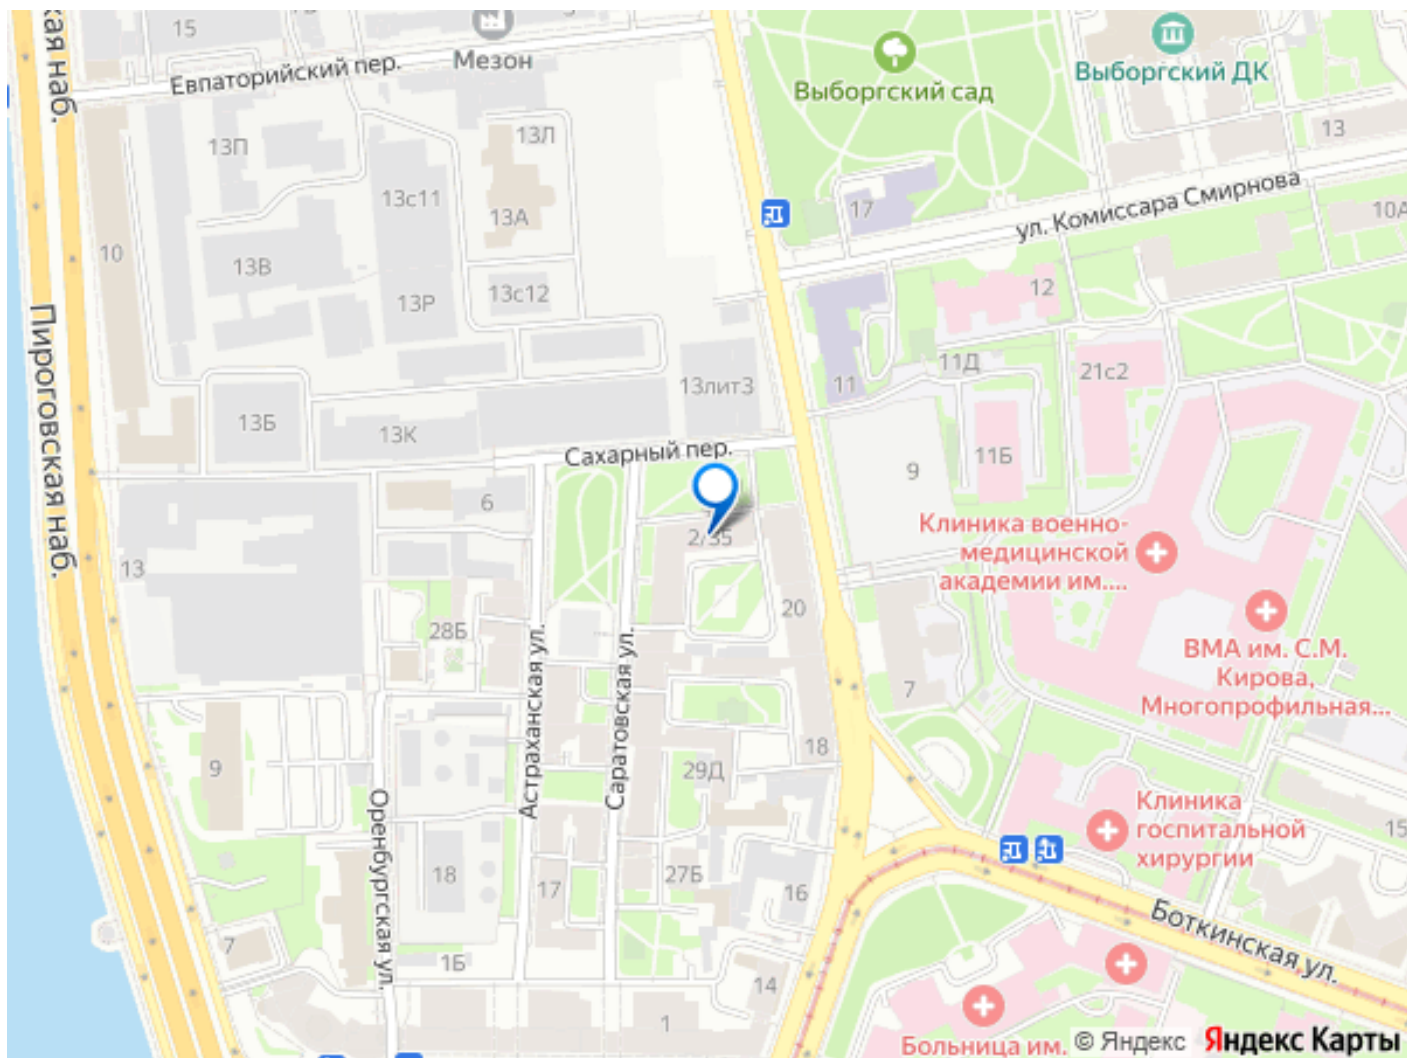 кая наб.
15
Мезон
Евпаторийский пер.
Выборгский сад
Выборгский ДК
13
13П
13Л
13с11
13А
17
ул. Комиссара Смирнова
10А
10
13В
13Р
13с12
12
Пироговская наб.
11Д
21с2
11
13лит3
13Б
13К
Сахарный пер.
11Б
9
6
2/35
Клиника военно-
медицинской
академии им....
13
28Б
20
ВМА им. С.М.
Кирова,
Многопрофильная...
Астраханская ул.
Саратовская ул.
7
18
9
29Д
Оренбургская ул.
Клиника
госпитальной
хирургии
15
18
17
27Б
16
Боткинская ул.
7
1Б
14
1
Больница им.
© Яндекс
Яндекс Карты